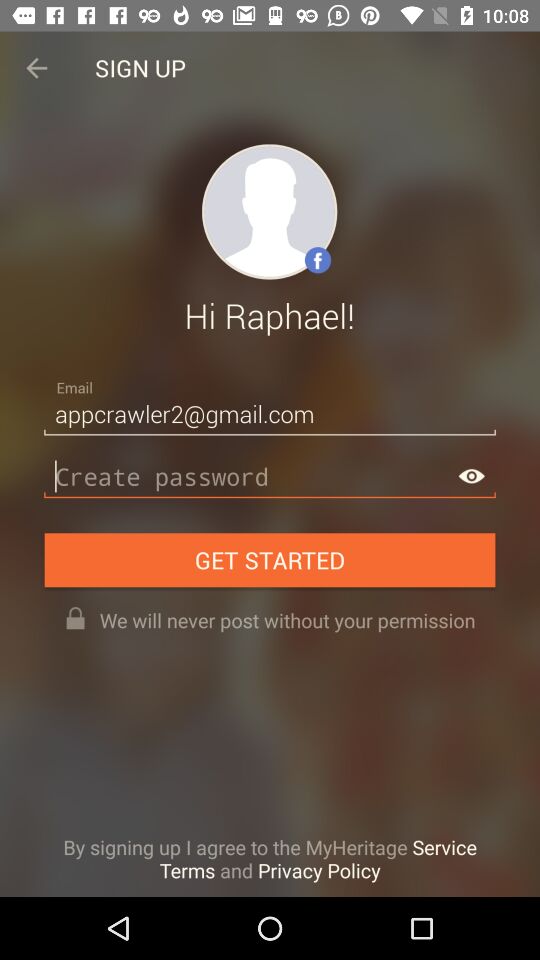 10:08
SIGN UP
Hi Raphael!
Email
appcrawler2@gmail.com
Create password
GET STARTED
We will never post without your permission
By signing up I agree to the MyHeritage Service
Terms and Privacy Policy